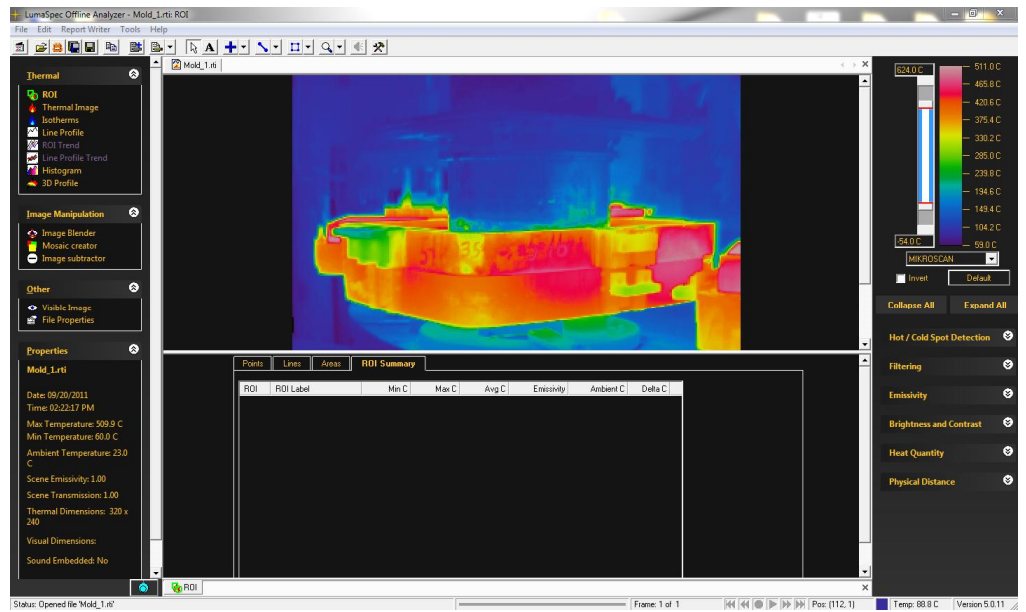 LumaSpec Offline Analyzer - Mold_1.rti: ROI
File Edit Report Writer Tools Help
Thermal
ROI
Thermal Image
Isotherms
Line Profile
ROI Trend
Line Profile Trend
Histogram
3D Profile
Image Manipulation
Image Blender
Mosaic creator
Image subtractor
Other
Visible Image
File Properties
Properties
Mold_1.rti
Date: 09/20/2011
Time: 02:22:17 PM
Max Temperature: 509.9 C
Min Temperature: 60.0 C
Ambient Temperature: 23.0
C
Scene Emissivity: 1.00
Scene Transmission: 1.00
Thermal Dimensions: 320 x
240
Visual Dimensions:
Sound Embedded: No
Mold_1.rti
Points Lines Areas ROI Summary
ROI ROI Label Min C Max C Avg C Emissivity Ambient C Delta C
ROI
624.0 C
-54.0 C
511.0 C
465.8 C
420.6 C
375.4 C
330.2 C
285.0 C
239.8 C
194.6 C
149.4 C
104.2 C
59.0 C
MIKROSCAN
Invert Default
Collapse All Expand All
Hot / Cold Spot Detection
Filtering
Emissivity
Brightness and Contrast
Heat Quantity
Physical Distance
Status: Opened file 'Mold_1.rti' Frame: 1 of 1 Pos: (112, 1) Temp: 88.8 C Version 5.0.11